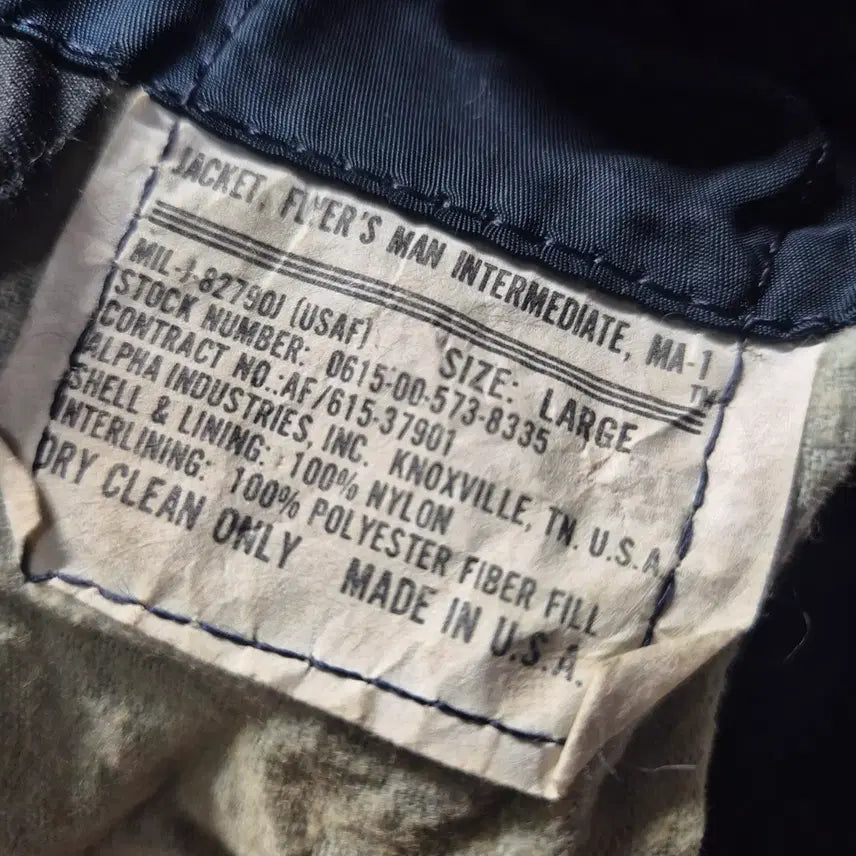 JACKET, FLYER'S MAN INTERMEDIATE, MA-1
TM
MIL-J-82790J (USAF) SIZE: LARGE
STOCK NUMBER: 0615-00-573-8335
CONTRACT NO.:AF/615-37901
ALPHA INDUSTRIES, INC. KNOXVILLE, TN. U.S.A.
SHELL & LINING: 100% NYLON
INTERLINING: 100% POLYESTER FIBER FILL
DRY CLEAN ONLY MADE IN U.S.A.